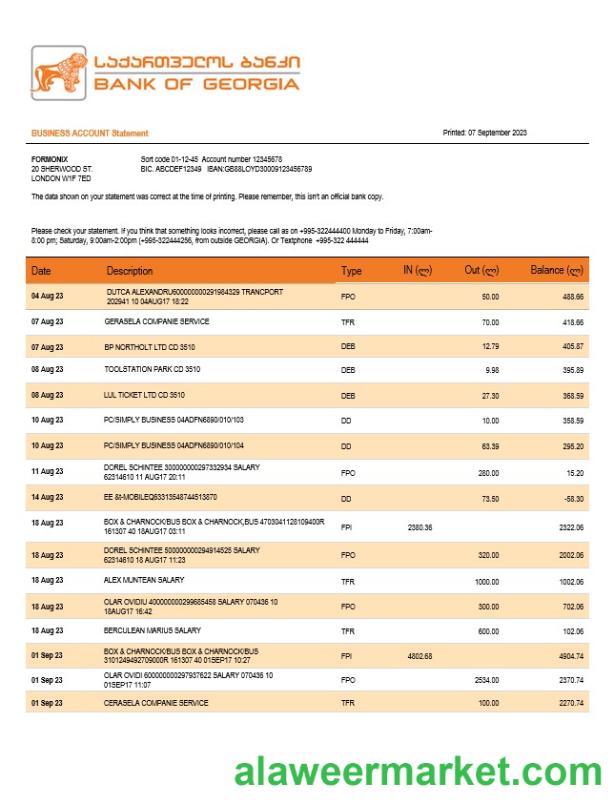 საქართველოს ბანკი
BANK OF GEORGIA
BUSINESS ACCOUNT Statement
Printed: 07 September 2023
FORMONIX Sort code 01-12-45 Account number 12345678
20 SHERWOOD ST. BIC. ABCDEF12349 IBAN:GB88LOYD30009123456789
LONDON W1F 7ED
The data shown on your statement was correct at the time of printing. Please remember, this isn't an official bank copy.
Please check your statement. If you think that something looks incorrect, please call as on +995-322444400 Monday to Friday, 7:00am-
8:00 pm; Saturday, 9:00am-2:00pm (+995-322444256, from outside GEORGIA). Or Textphone +995-322 444444
Date Description Type IN (ლ) Out (ლ) Balance (ლ)
04 Aug 23 DUTCA ALEXANDRU600000000291984329 TRANCPORT FPO 50.00 488.66
202941 10 04AUG17 18:22
07 Aug 23 GERASELA COMPANIE SERVICE TFR 70.00 418.66
07 Aug 23 BP NORTHOLT LTD CD 3510 DEB 12.79 405.87
08 Aug 23 TOOLSTATION PARK CD 3510 DEB 9.98 395.89
08 Aug 23 LUL TICKET LTD CD 3510 DEB 27.30 368.59
10 Aug 23 PC/SIMPLY BUSINESS 04ADFN6890/010/103 DD 10.00 358.59
10 Aug 23 PC/SIMPLY BUSINESS 04ADFN6890/010/104 DD 63.39 295.20
11 Aug 23 DOREL SCHINTEE 300000000297332934 SALARY FPO 280.00 15.20
62314610 11 AUG17 20:11
14 Aug 23 EE &t-MOBILEQ63313548744513870 DD 73.50 -58.30
18 Aug 23 BOX & CHARNOCK/BUS BOX & CHARNOCK,BUS 4703041128109400R FPI 2380.36 2322.06
161307 40 18AUG17 03:11
18 Aug 23 DOREL SCHINTEE 500000000294914525 SALARY FPO 320.00 2002.06
62314610 18 AUG17 11:23
18 Aug 23 ALEX MUNTEAN SALARY TFR 1000.00 1002.06
18 Aug 23 OLAR OVIDIU 400000000299685458 SALARY 070436 10 FPO 300.00 702.06
18AUG17 16:42
18 Aug 23 BERCULEAN MARIUS SALARY TFR 600.00 102.06
01 Sep 23 BOX & CHARNOCK/BUS BOX & CHARNOCK/BUS FPI 4802.68 4904.74
3101249492709000R 161307 40 01SEP17 10:27
01 Sep 23 OLAR OVIDI 600000000297937622 SALARY 070436 10 FPO 2534.00 2370.74
01SEP17 11:07
01 Sep 23 CERASELA COMPANIE SERVICE TFR 100.00 2270.74
alaweermarket.com